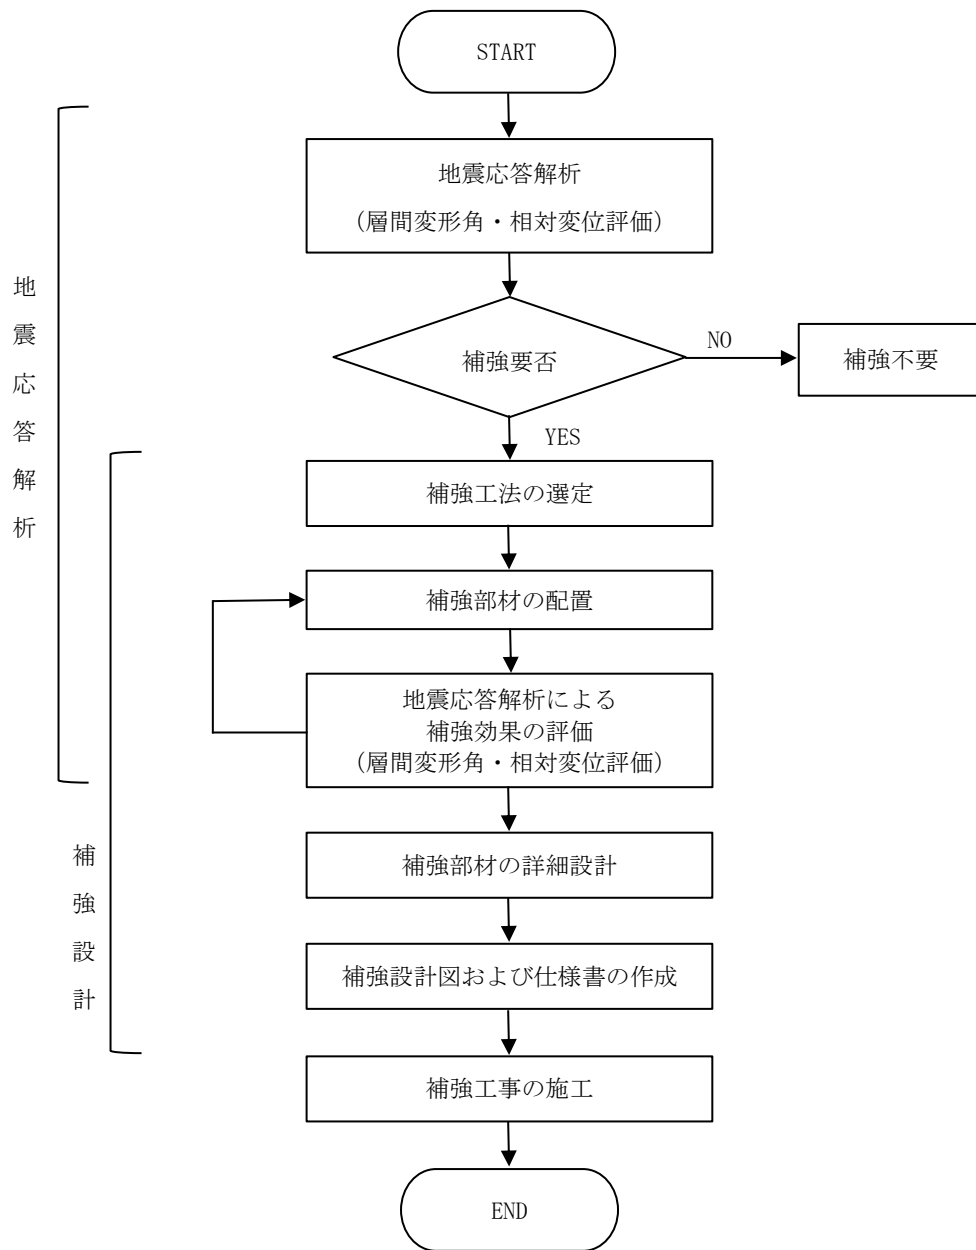 START
地震応答解析
（層間変形角・相対変位評価）
補強要否
NO
補強不要
YES
補強工法の選定
補強部材の配置
地震応答解析による
補強効果の評価
（層間変形角・相対変位評価）
補強部材の詳細設計
補強設計図および仕様書の作成
補強工事の施工
END
地震応答解析
補強設計